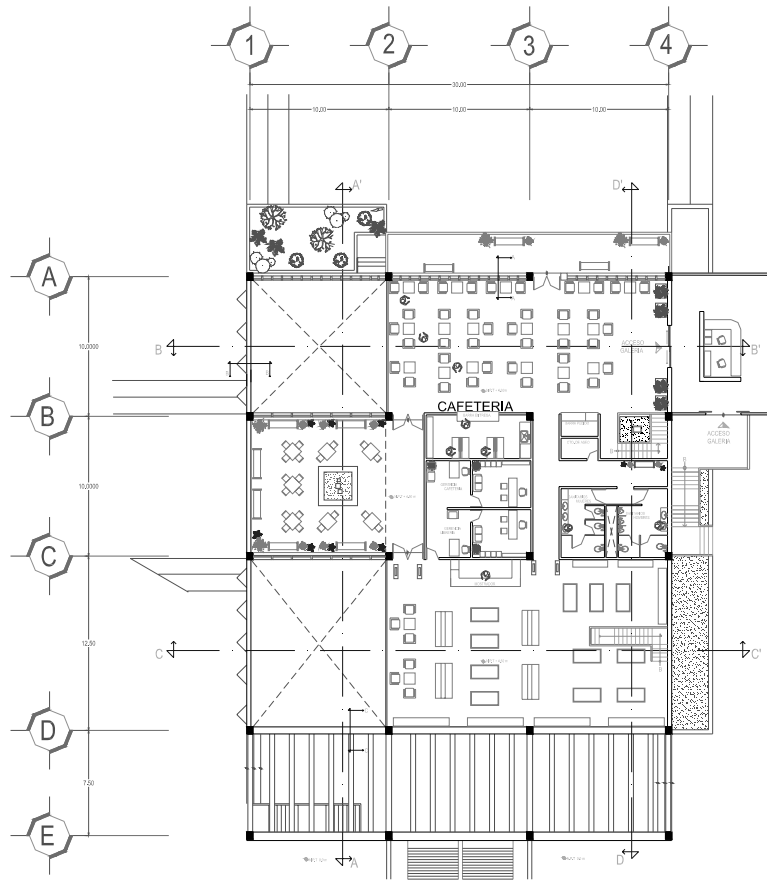 1 2 3 4
30.00
10.00 10.00 10.00
A' D'
A
10.0000
B B'
ACCESO
GALERIA
B
CAFETERIA
ACCESO
GALERIA
10.0000
C
12.50
C C'
D
7.50
E
A D